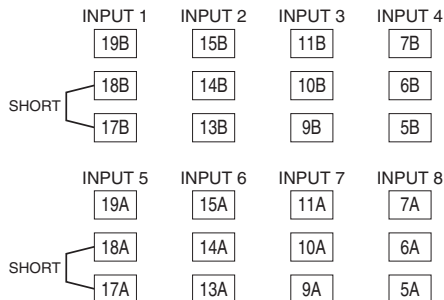 INPUT 1 INPUT 2 INPUT 3 INPUT 4
19B 15B 11B 7B
18B 14B 10B 6B
SHORT
17B 13B 9B 5B
INPUT 5 INPUT 6 INPUT 7 INPUT 8
19A 15A 11A 7A
18A 14A 10A 6A
SHORT
17A 13A 9A 5A